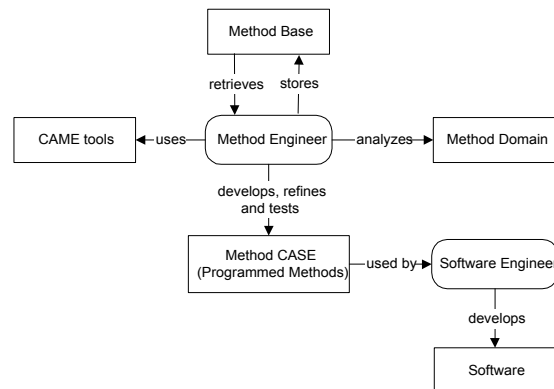 Method Base
retrieves
stores
CAME tools
uses
Method Engineer
analyzes
Method Domain
develops, refines
and tests
Method CASE
(Programmed Methods)
used by
Software Engineer
develops
Software